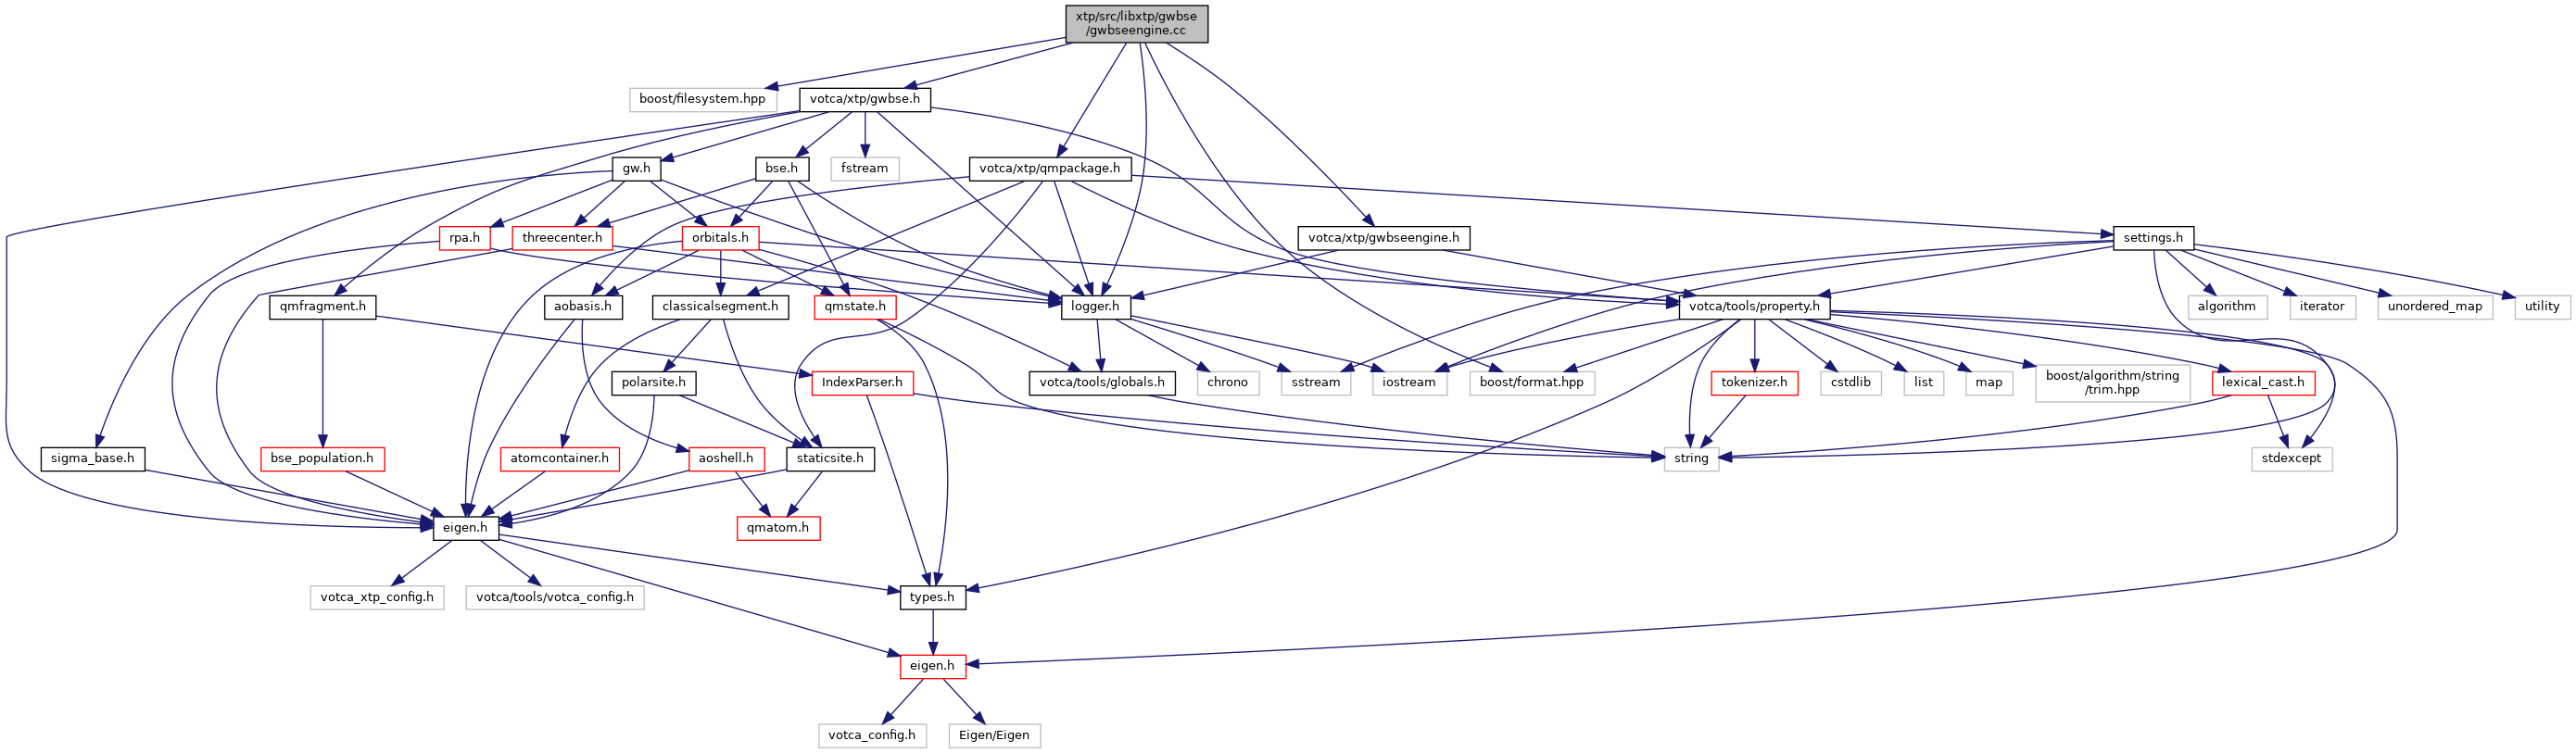 xtp/src/libxtp/gwbse
/gwbseengine.cc
boost/filesystem.hpp
votca/xtp/gwbse.h
gw.h
bse.h
fstream
votca/xtp/qmpackage.h
rpa.h
threecenter.h
orbitals.h
votca/xtp/gwbseengine.h
settings.h
qmfragment.h
aobasis.h
classicalsegment.h
qmstate.h
logger.h
votca/tools/property.h
algorithm
iterator
unordered_map
utility
polarsite.h
IndexParser.h
votca/tools/globals.h
chrono
sstream
iostream
boost/format.hpp
tokenizer.h
cstdlib
list
map
boost/algorithm/string
/trim.hpp
lexical_cast.h
sigma_base.h
bse_population.h
atomcontainer.h
aoshell.h
staticsite.h
string
stdexcept
eigen.h
qmatom.h
votca_xtp_config.h
votca/tools/votca_config.h
types.h
eigen.h
votca_config.h
Eigen/Eigen